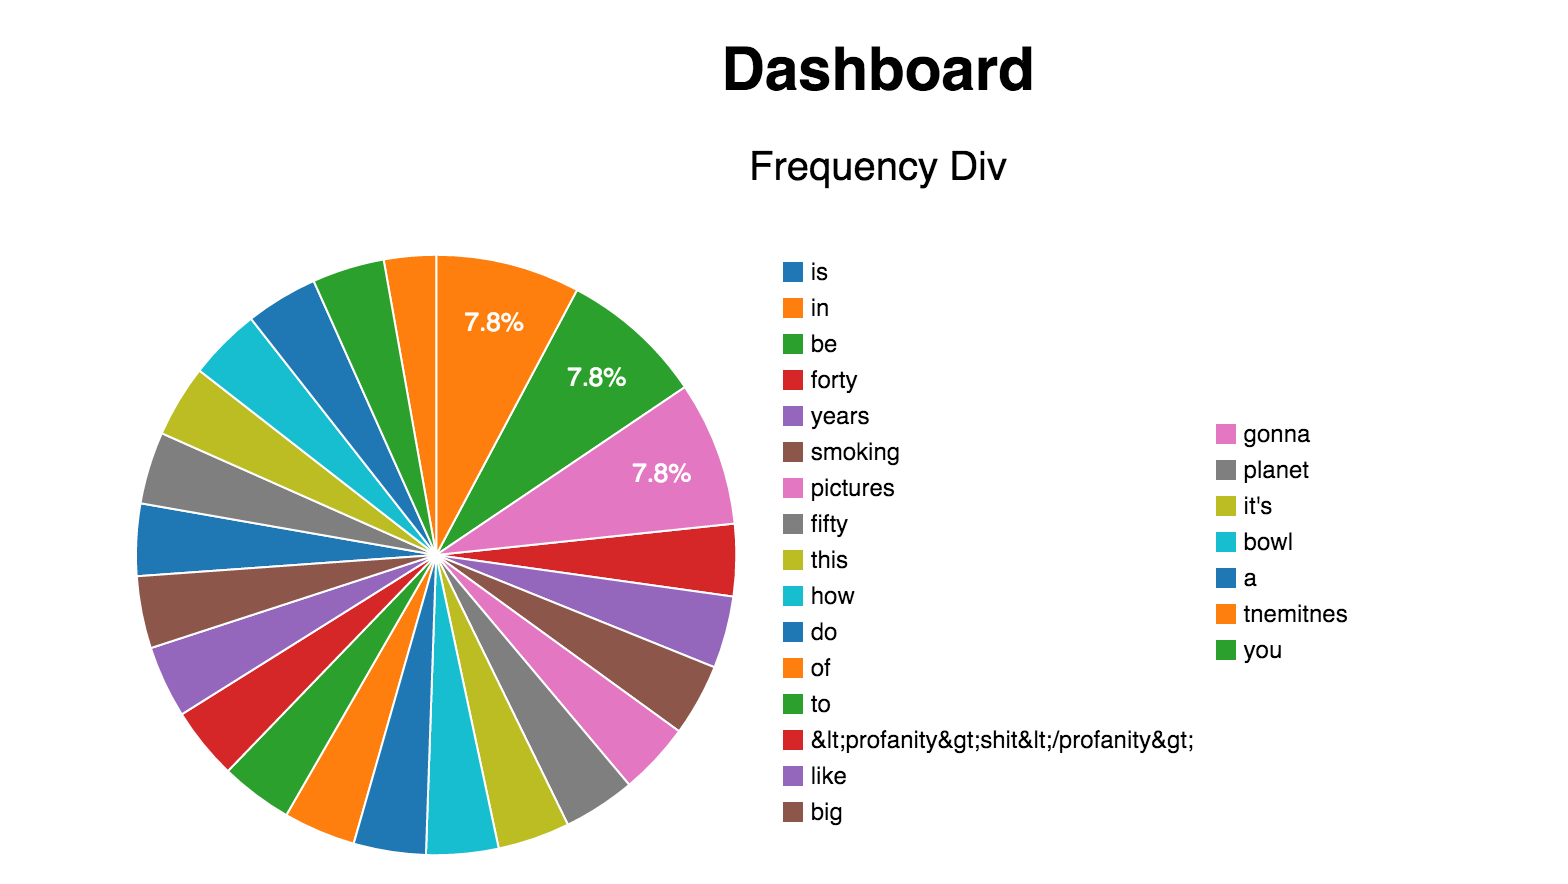 Dashboard
Frequency Div
7.8%
7.8%
7.8%
is
in
be
forty
years
smoking
pictures
fifty
this
how
do
of
to
&lt;profanity&gt;shit&lt;/profanity&gt;
like
big
gonna
planet
it's
bowl
a
tnemitnes
you